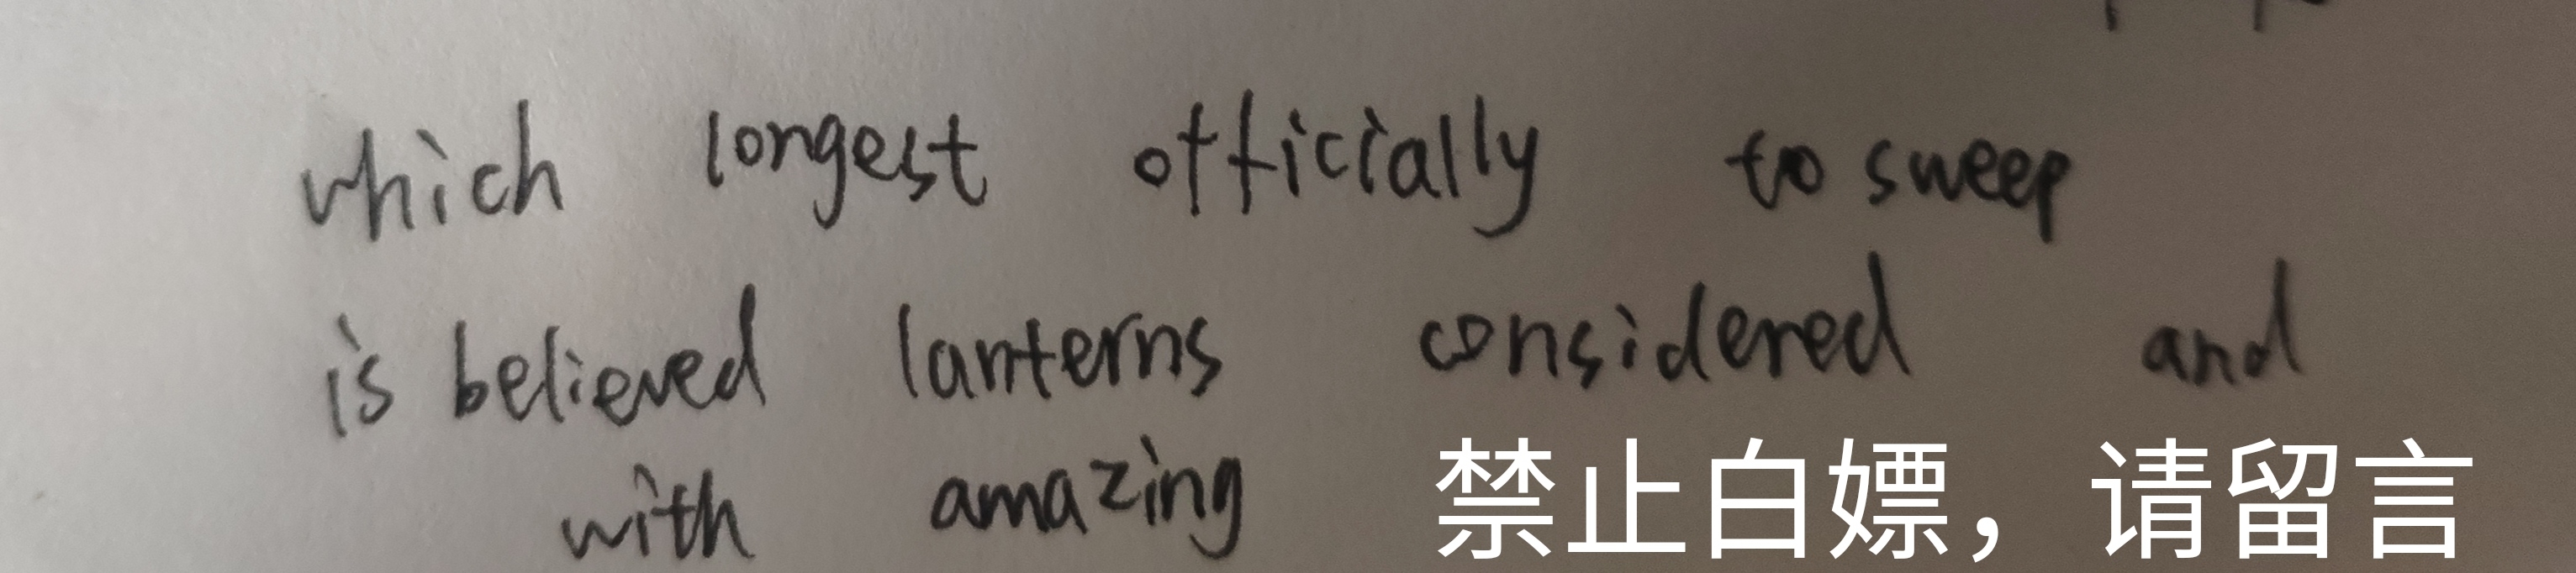 which longest officially to sweep
is believed lanterns considered and
with amazing
禁止白嫖，请留言